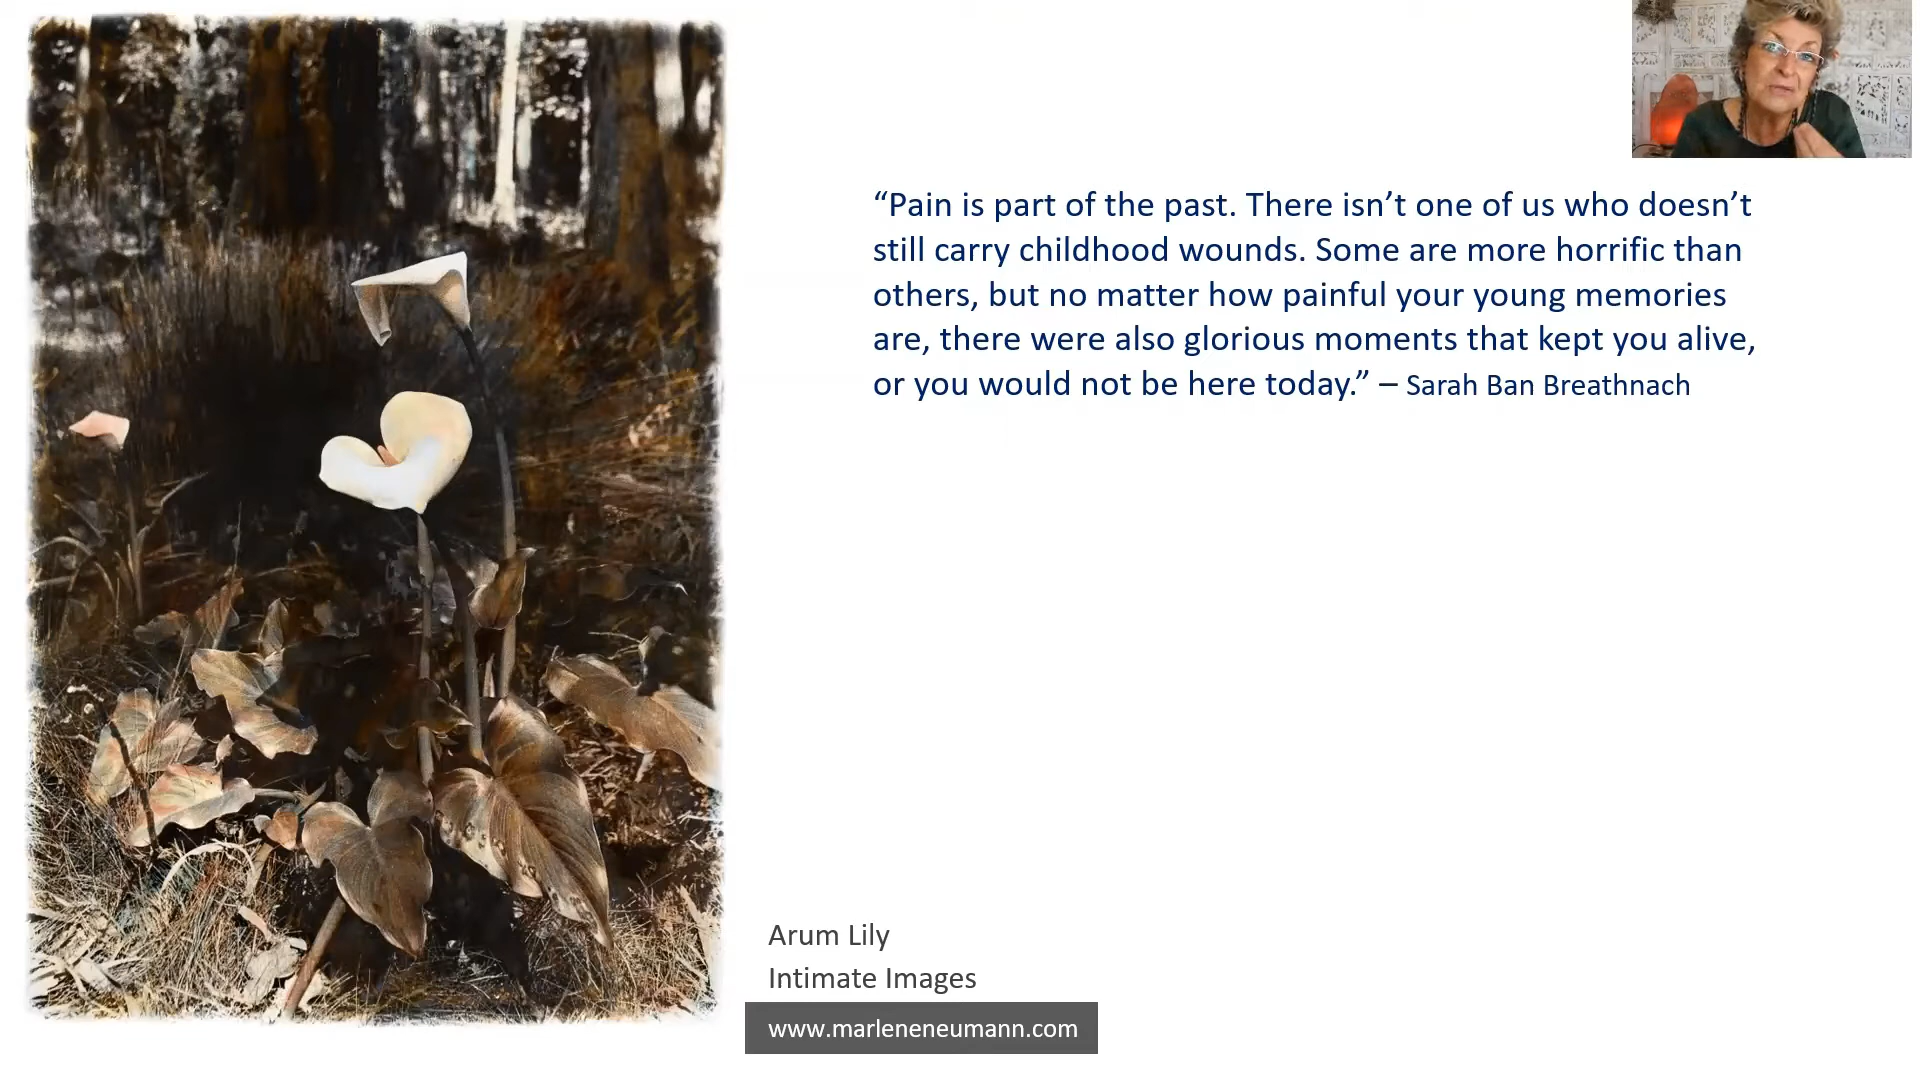 “Pain is part of the past. There isn’t one of us who doesn’t
still carry childhood wounds. Some are more horrific than
others, but no matter how painful your young memories
are, there were also glorious moments that kept you alive,
or you would not be here today.” – Sarah Ban Breathnach
Arum Lily
Intimate Images
www.marleneneumann.com